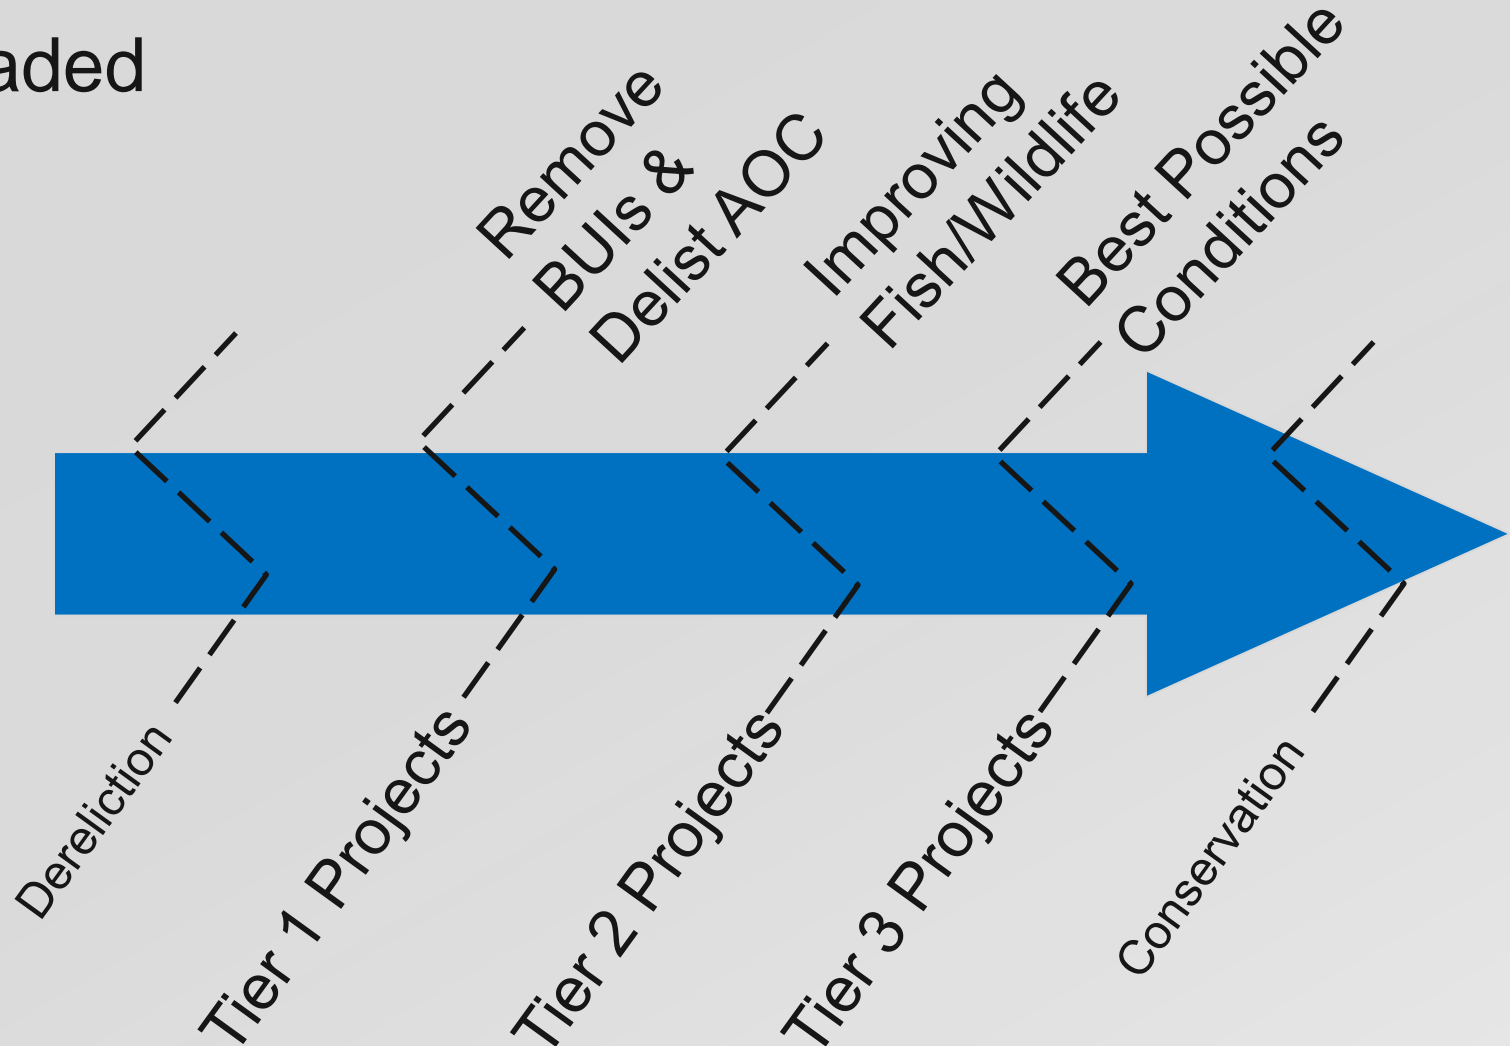 aded
Remove
BUIs &
Delist AOC
Improving
Fish/Wildlife
Best Possible
Conditions
Dereliction
Tier 1 Projects
Tier 2 Projects
Tier 3 Projects
Conservation